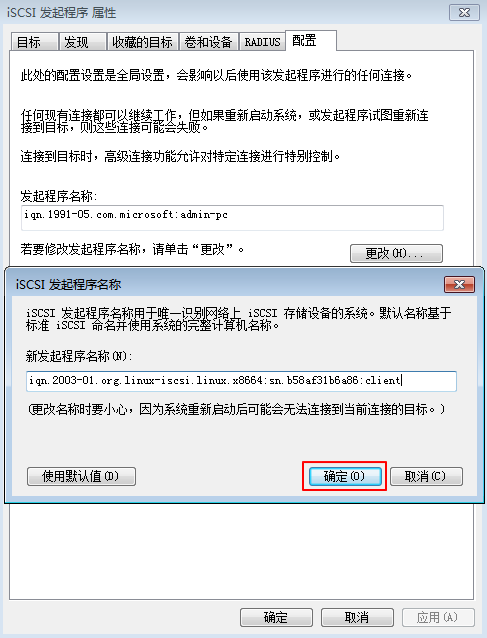 iSCSI 发起程序 属性
目标 发现 收藏的目标 卷和设备 RADIUS 配置
此处的配置设置是全局设置，会影响以后使用该发起程序进行的任何连接。
任何现有连接都可以继续工作，但如果重新启动系统，或发起程序试图重新连
接到目标，则这些连接可能会失败。
连接到目标时，高级连接功能允许对特定连接进行特别控制。
发起程序名称:
iqn.1991-05.com.microsoft:admin-pc
若要修改发起程序名称，请单击“更改”。
更改(H)...
iSCSI 发起程序名称
iSCSI 发起程序名称用于唯一识别网络上 iSCSI 存储设备的系统。默认名称基于
标准 iSCSI 命名并使用系统的完整计算机名称。
新发起程序名称(N):
iqn.2003-01.org.linux-iscsi.linux.x8664:sn.b58af31b6a86:client
(更改名称时要小心，因为系统重新启动后可能会无法连接到当前连接的目标。)
使用默认值(D) 确定(O) 取消(C)
确定 取消 应用(A)